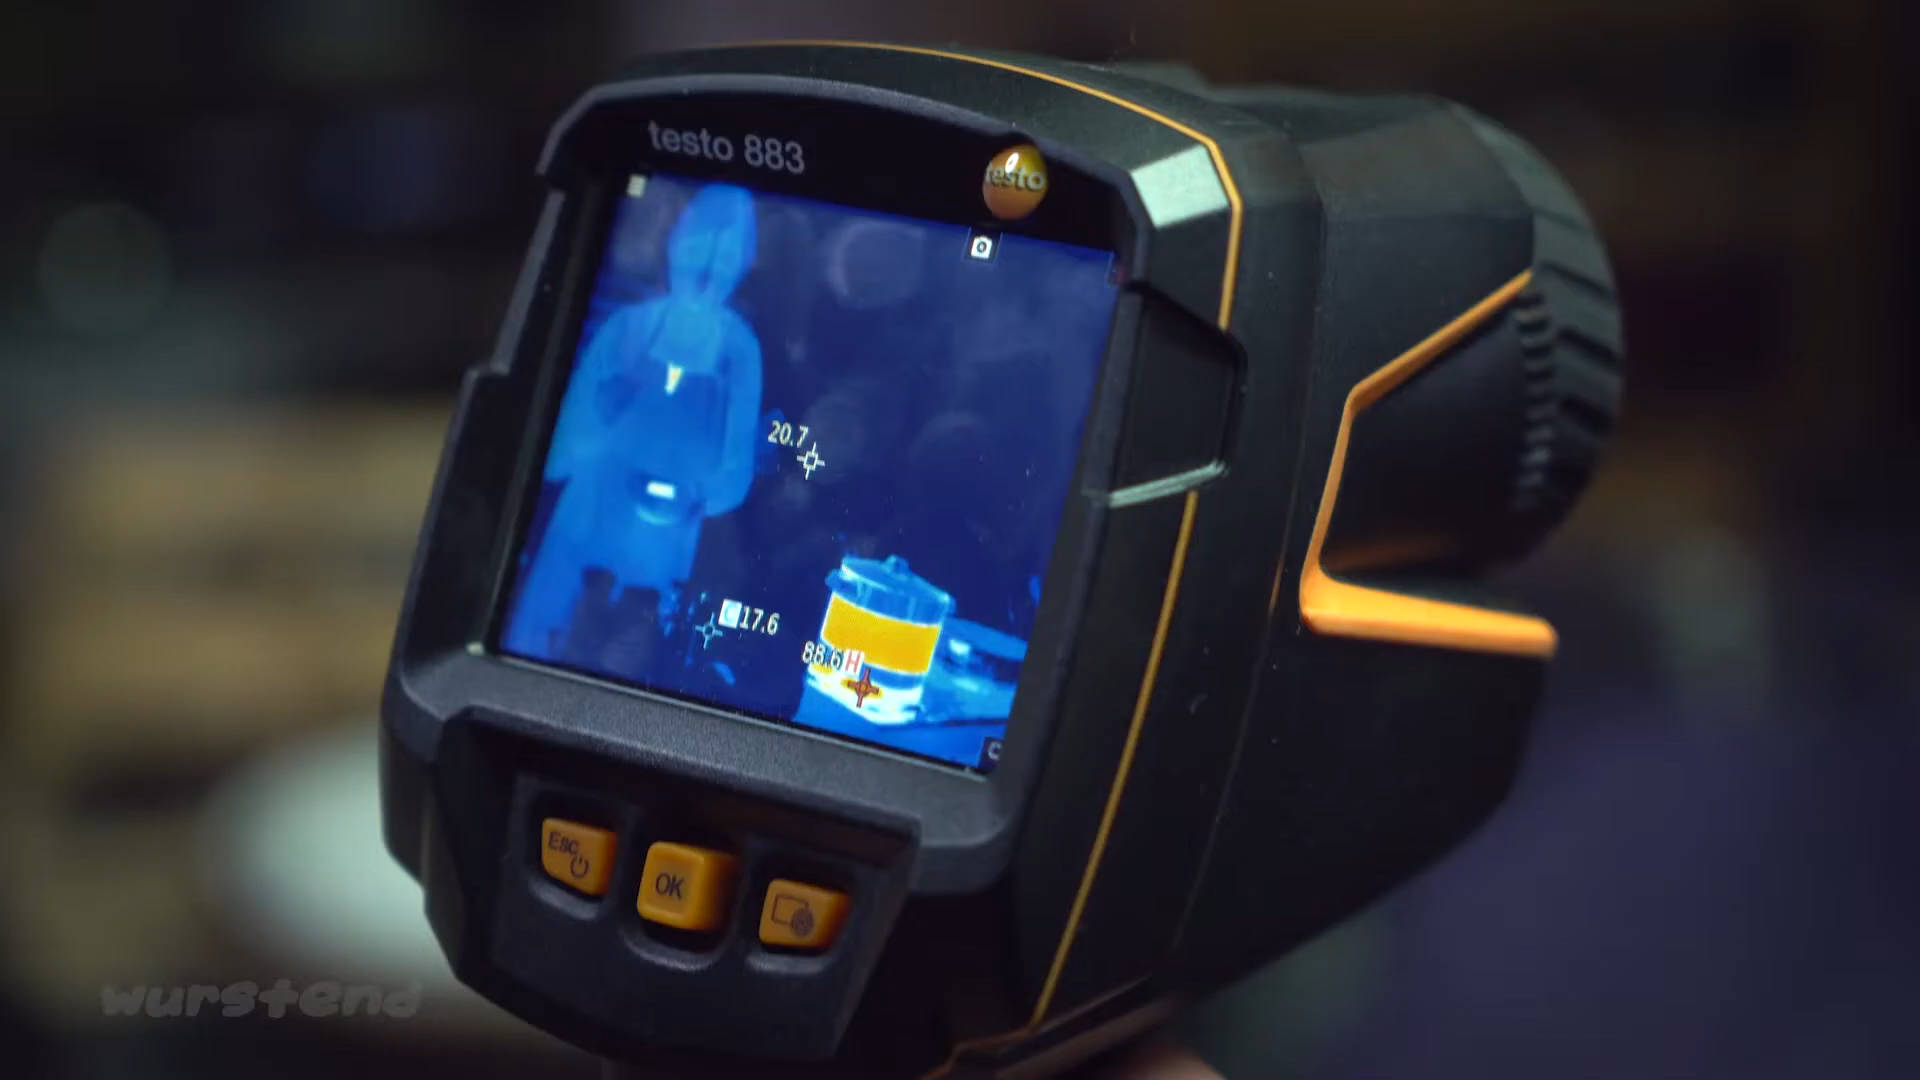 testo 883
testo
20.7
C 17.6
88.6 H
C
Esc
OK
wurstend